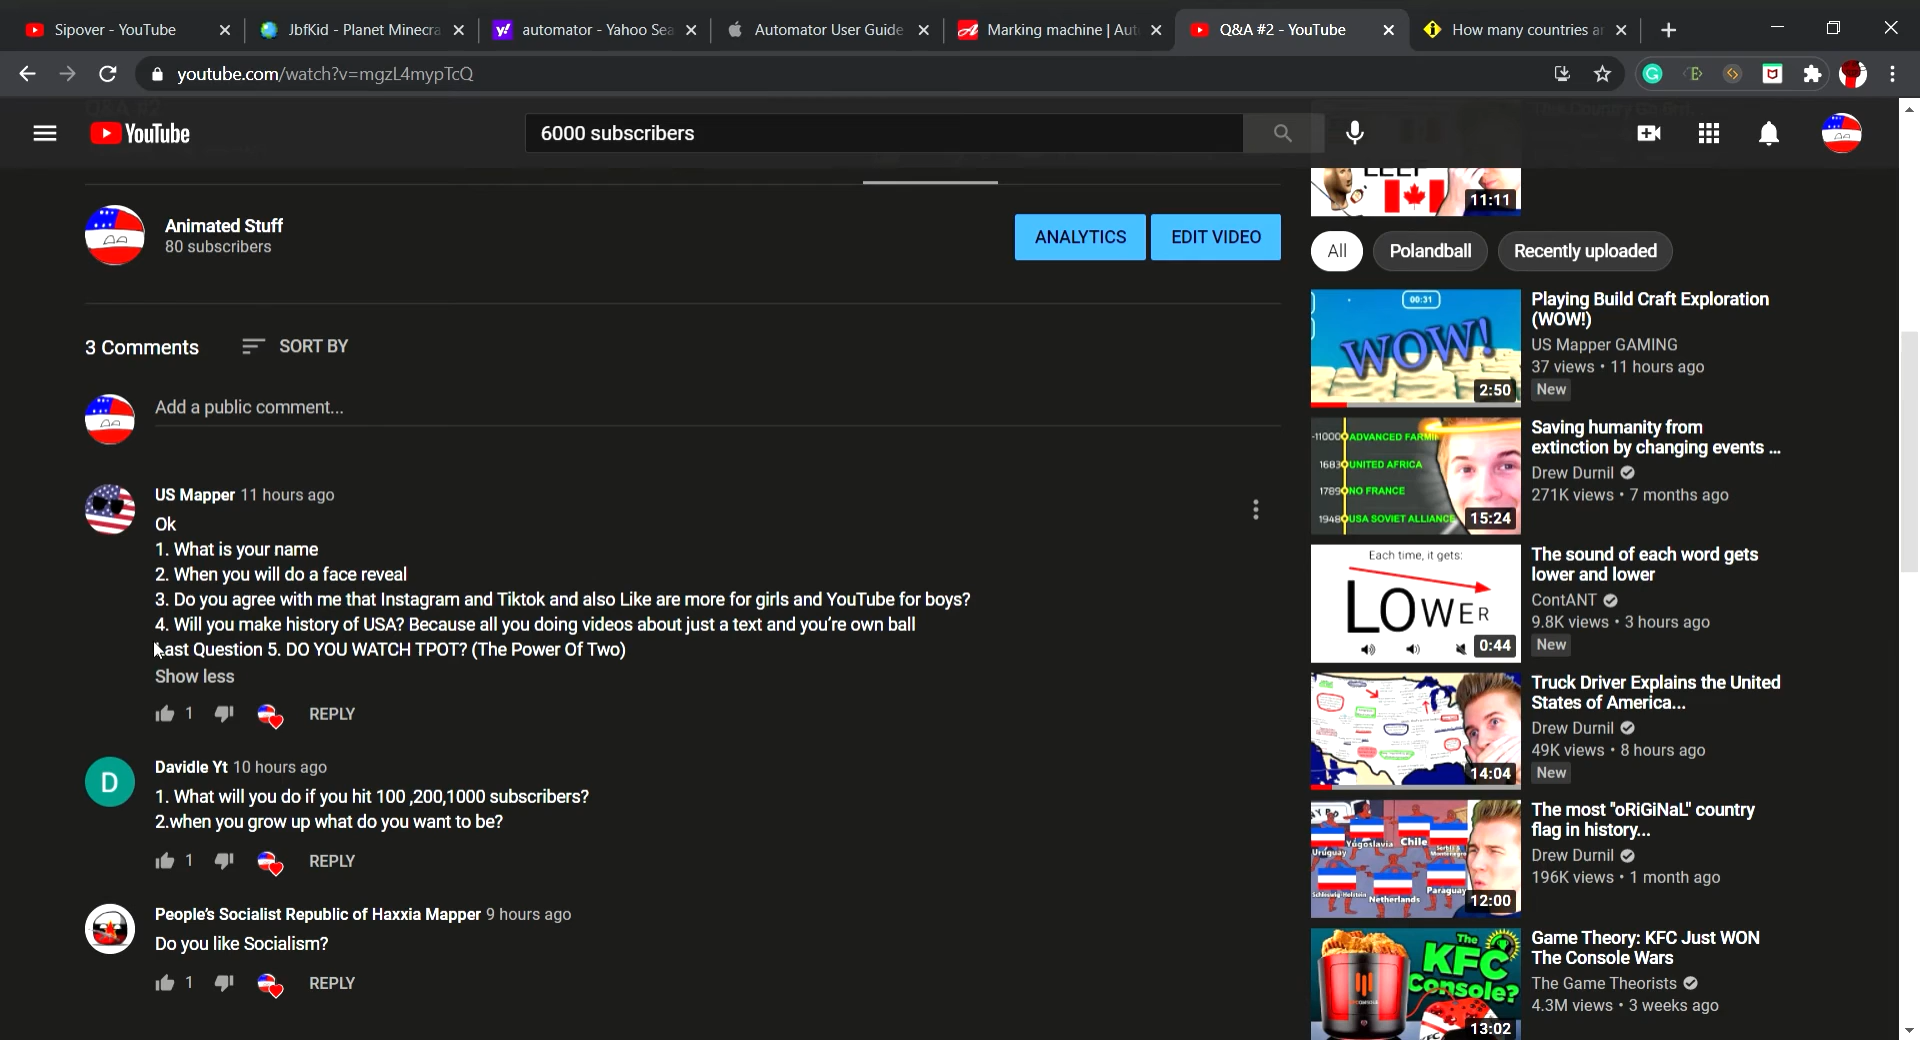 Sipover - YouTube
JbfKid - Planet Minecra
automator - Yahoo Sea
Automator User Guide
Marking machine | Aut
Q&A #2 - YouTube
How many countries a
youtube.com/watch?v=mgzL4mypTcQ
YouTube
6000 subscribers
Animated Stuff
80 subscribers
ANALYTICS
EDIT VIDEO
3 Comments
SORT BY
Add a public comment...
US Mapper 11 hours ago
Ok
1. What is your name
2. When you will do a face reveal
3. Do you agree with me that Instagram and Tiktok and also Like are more for girls and YouTube for boys?
4. Will you make history of USA? Because all you doing videos about just a text and you're own ball
Last Question 5. DO YOU WATCH TPOT? (The Power Of Two)
Show less
1
REPLY
D
Davidle Yt 10 hours ago
1. What will you do if you hit 100 ,200,1000 subscribers?
2.when you grow up what do you want to be?
1
REPLY
People's Socialist Republic of Haxxia Mapper 9 hours ago
Do you like Socialism?
1
REPLY
11:11
All
Polandball
Recently uploaded
00:31
WOW!
2:50
Playing Build Craft Exploration
(WOW!)
US Mapper GAMING
37 views • 11 hours ago
New
-11000 ADVANCED FARMI
1683 UNITED AFRICA
1789 NO FRANCE
1948 USA SOVIET ALLIANCE
15:24
Saving humanity from
extinction by changing events ...
Drew Durnil
271K views • 7 months ago
Each time, it gets:
LOWER
0:44
The sound of each word gets
lower and lower
ContANT
9.8K views • 3 hours ago
New
14:04
Truck Driver Explains the United
States of America...
Drew Durnil
49K views • 8 hours ago
New
Uruguay
Yugoslavia
Chile
Serbia &
Montenegro
Schleswig-Holstein
Netherlands
Paraguay
12:00
The most "oRiGiNaL" country
flag in history...
Drew Durnil
196K views • 1 month ago
The
KFC
Console?
13:02
Game Theory: KFC Just WON
The Console Wars
The Game Theorists
4.3M views • 3 weeks ago